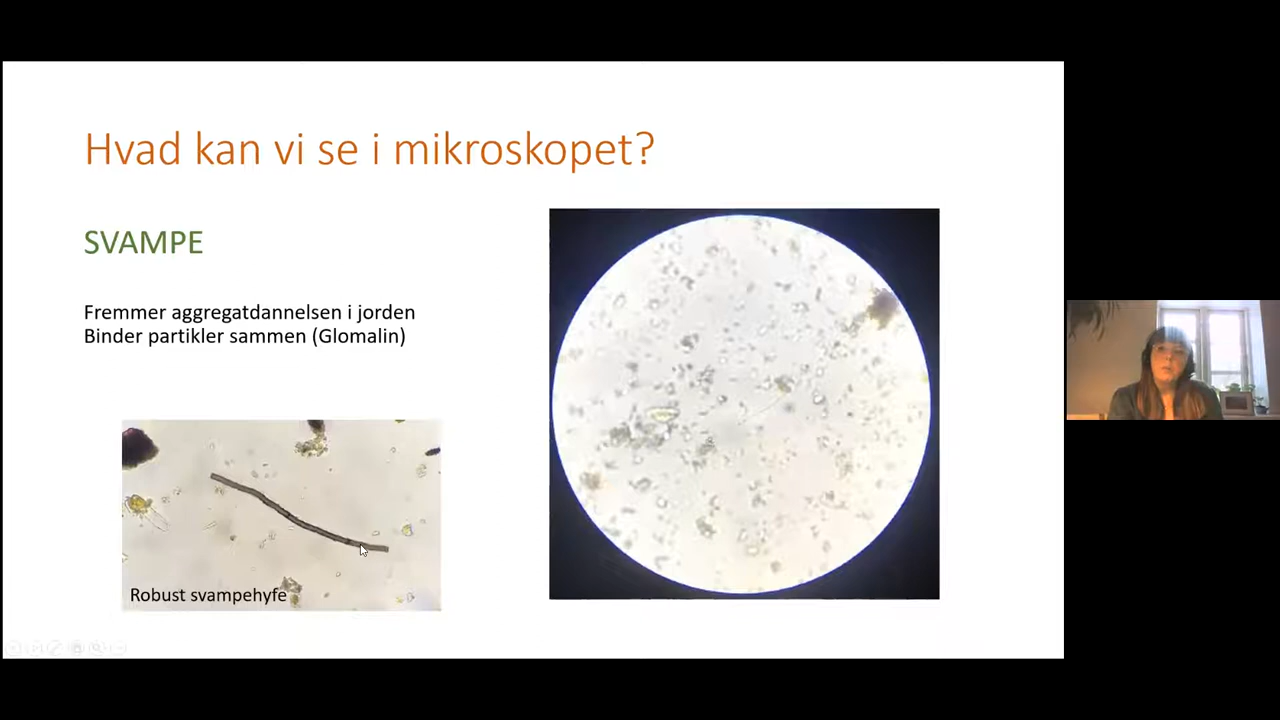 Hvad kan vi se i mikroskopet?
SVAMPE
Fremmer aggregatdannelsen i jorden
Binder partikler sammen (Glomalin)
Robust svampehyfe